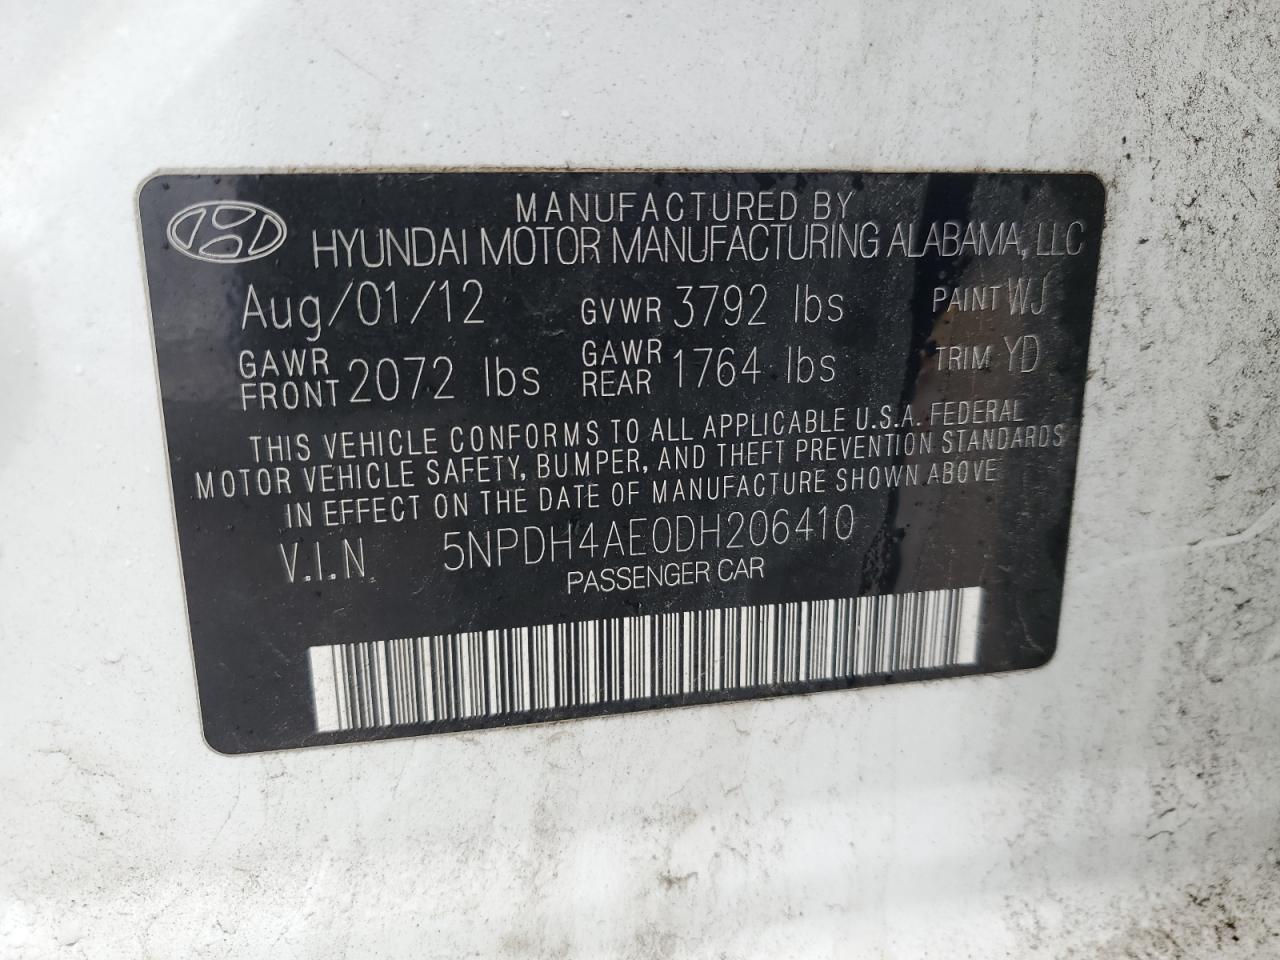 MANUFACTURED BY
HYUNDAI MOTOR MANUFACTURING ALABAMA, LLC
Aug/01/12 GVWR 3792 lbs PAINT WJ
GAWR FRONT 2072 lbs GAWR REAR 1764 lbs TRIM YD
THIS VEHICLE CONFORMS TO ALL APPLICABLE U.S.A. FEDERAL
MOTOR VEHICLE SAFETY, BUMPER, AND THEFT PREVENTION STANDARDS
IN EFFECT ON THE DATE OF MANUFACTURE SHOWN ABOVE
V.I.N 5NPDH4AE0DH206410
PASSENGER CAR